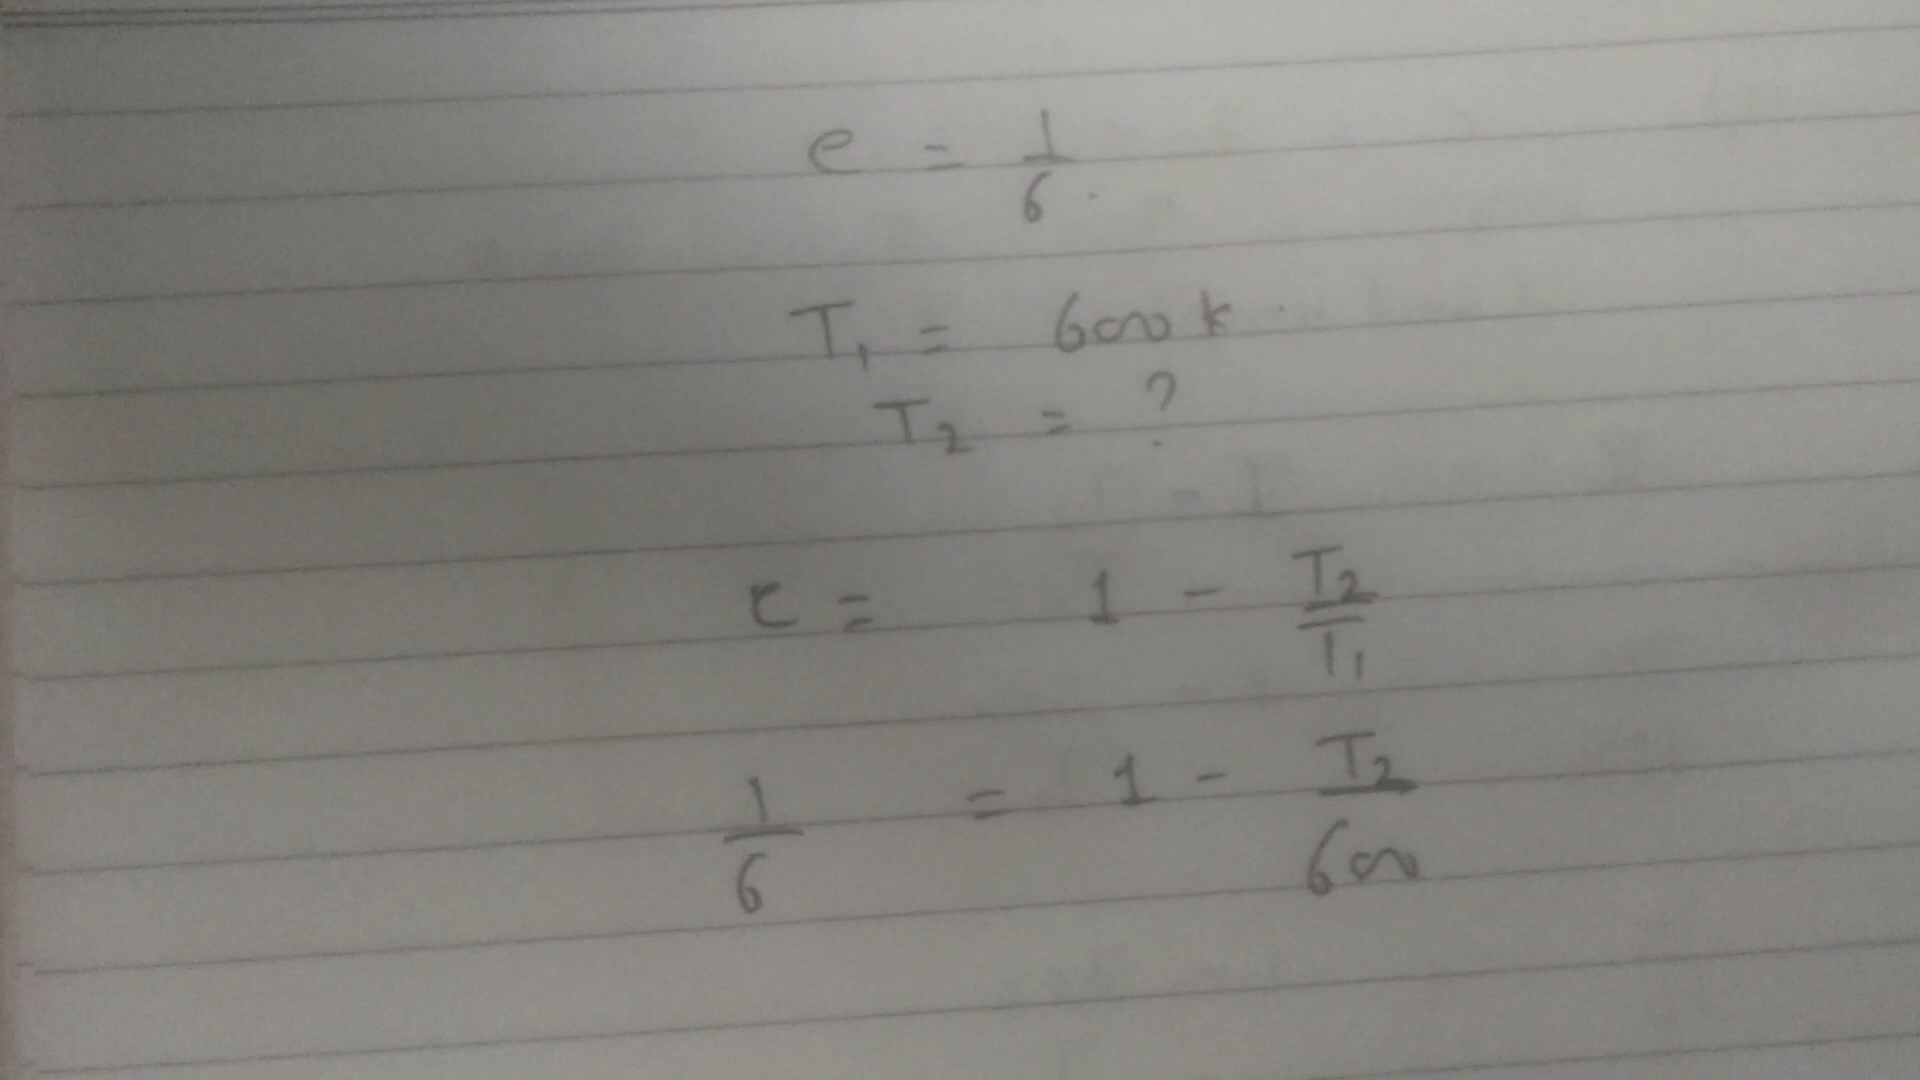 e = 1/6.
T₁ = 600 k.
T₂ = ?
e = 1 - T₂/T₁
1/6 = 1 - T₂/600